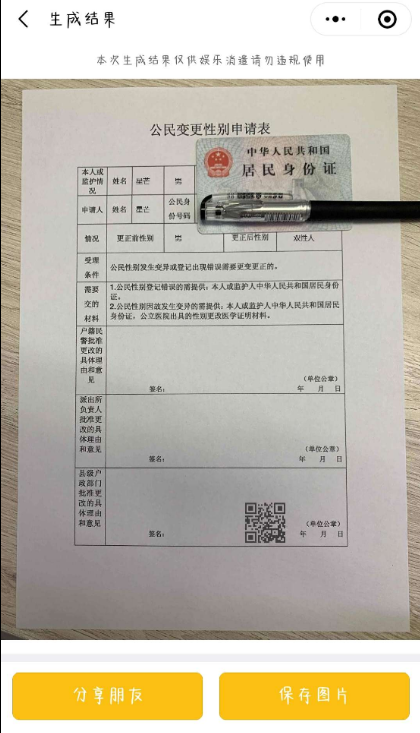 生成结果
本次生成结果仅供娱乐消遣请勿违规使用
公民变更性别申请表
中华人民共和国
居民身份证
本人或监护情况 姓名 星芒 男
申请人 姓名 星芒 公民身份号码
情况 更正前性别 男 更正后性别 双性人
受理条件 公民性别发生变异或登记出现错误需要更变更正的。
需要交的材料 1.公民性别登记错误的需提供:本人或监护人中华人民共和国居民身份证。
2.公民性别因故发生变异的需提供:本人或监护人中华人民共和国居民身份证,公立医院出具的性别更改医学证明材料。
户籍民警批准更改的具体理由和意见
(单位公章)
签名: 年 月 日
派出所负责人批准更改的具体理由和意见
(单位公章)
签名: 年 月 日
县级户政部门批准更改的具体理由和意见
(单位公章)
签名: 年 月 日
分享朋友
保存图片